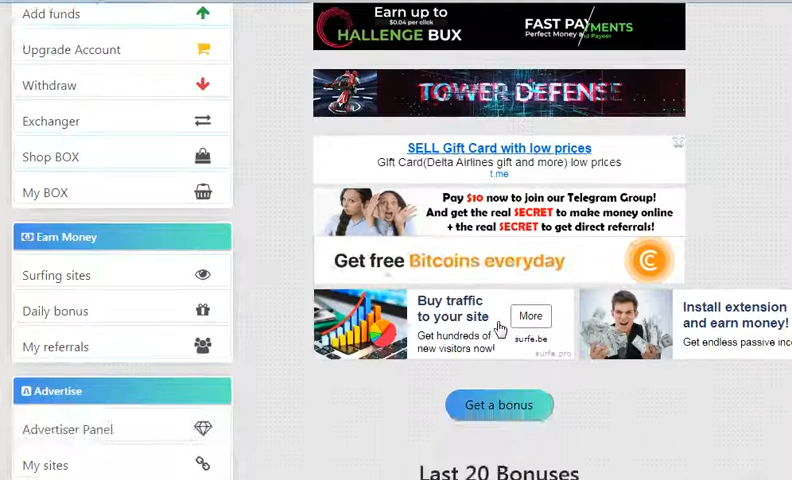 Add funds
Upgrade Account
Withdraw
Exchanger
Shop BOX
My BOX
Earn Money
Surfing sites
Daily bonus
My referrals
Advertise
Advertiser Panel
My sites
Earn up to
to $0.04 per click
HALLENGE BUX
FAST PAYMENTS
Perfect Money
Payeer
TOWER DEFENSE
SELL Gift Card with low prices
Gift Card(Delta Airlines gift and more) low prices
t.me
Pay $10 now to join our Telegram Group!
And get the real SECRET to make money online
+ the real SECRET to get direct referrals!
Get free Bitcoins everyday
Buy traffic
to your site
More
Get hundreds of
new visitors now!
surfe.be
surfe.pro
Install extension
and earn money!
Get endless passive inc
Get a bonus
Last 20 Bonuses